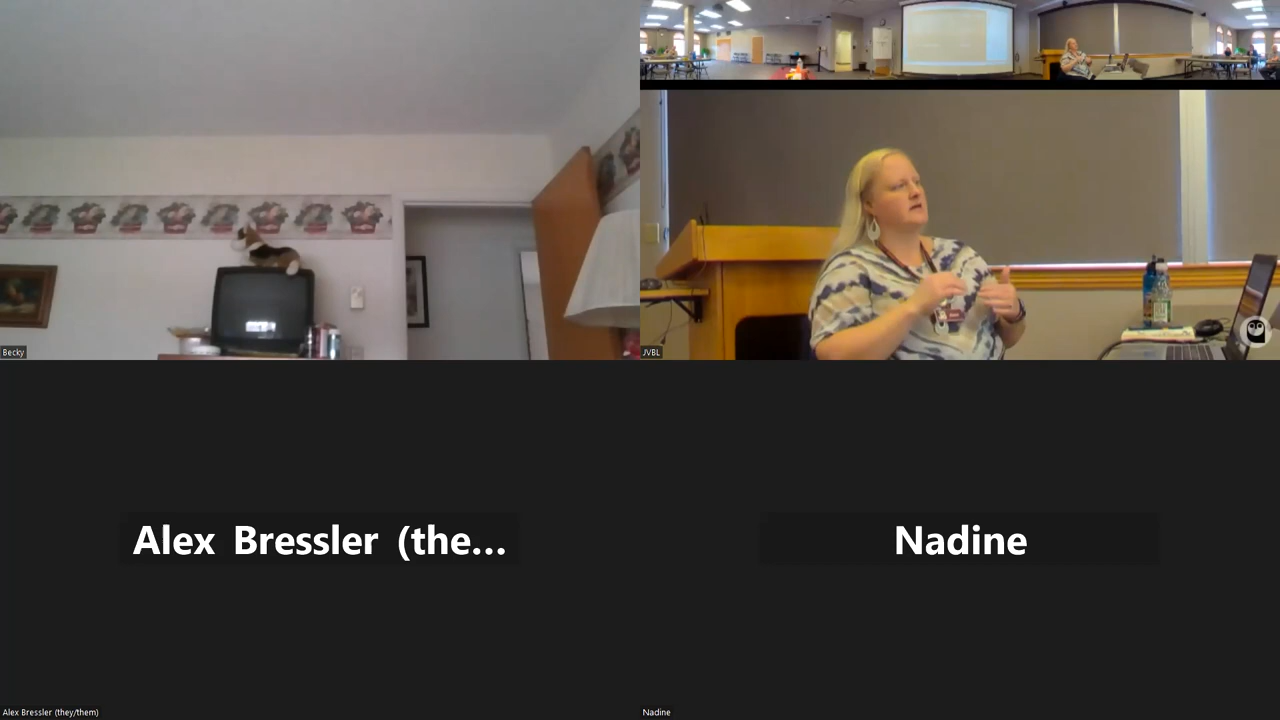 Becky
JVBL
Alex Bressler (the...
Nadine
Alex Bressler (they/them)
Nadine